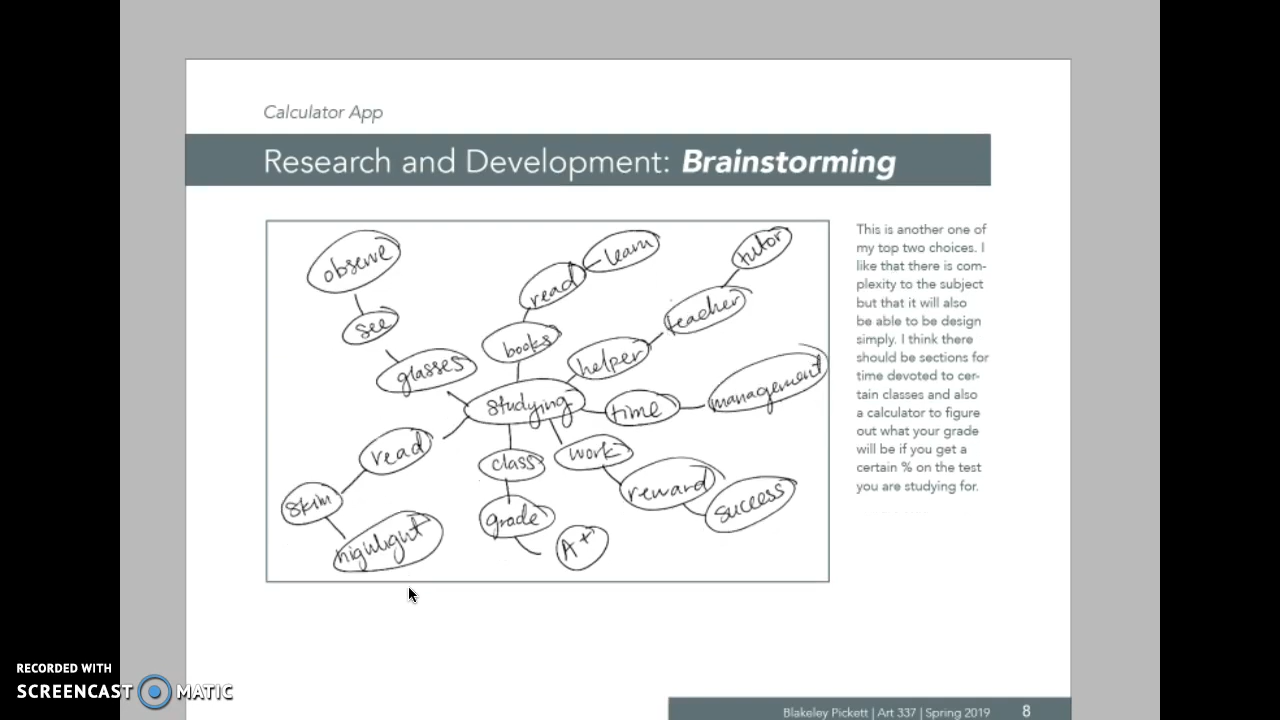 Calculator App
Research and Development: Brainstorming
observe
see
glasses
read
learn
books
tutor
teacher
helper
studying
time
management
read
skim
highlight
class
grade
A+
work
reward
success
This is another one of
my top two choices. I
like that there is com-
plexity to the subject
but that it will also
be able to be design
simply. I think there
should be sections for
time devoted to cer-
tain classes and also
a calculator to figure
out what your grade
will be if you get a
certain % on the test
you are studying for.
RECORDED WITH
SCREENCAST MATIC
Blakeley Pickett | Art 337 | Spring 2019 8